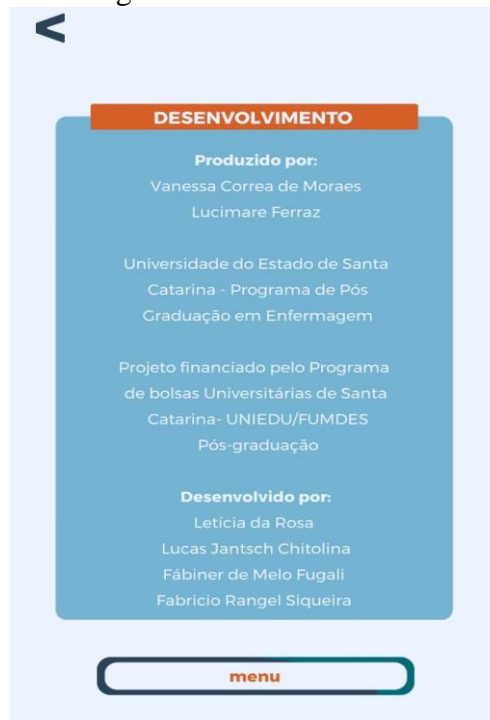 <
DESENVOLVIMENTO
Produzido por:
Vanessa Correa de Moraes
Lucimare Ferraz
Universidade do Estado de Santa
Catarina - Programa de Pós
Graduação em Enfermagem
Projeto financiado pelo Programa
de bolsas Universitárias de Santa
Catarina- UNIEDU/FUMDES
Pós-graduação
Desenvolvido por:
Letícia da Rosa
Lucas Jantsch Chitolina
Fábiner de Melo Fugali
Fabricio Rangel Siqueira
menu